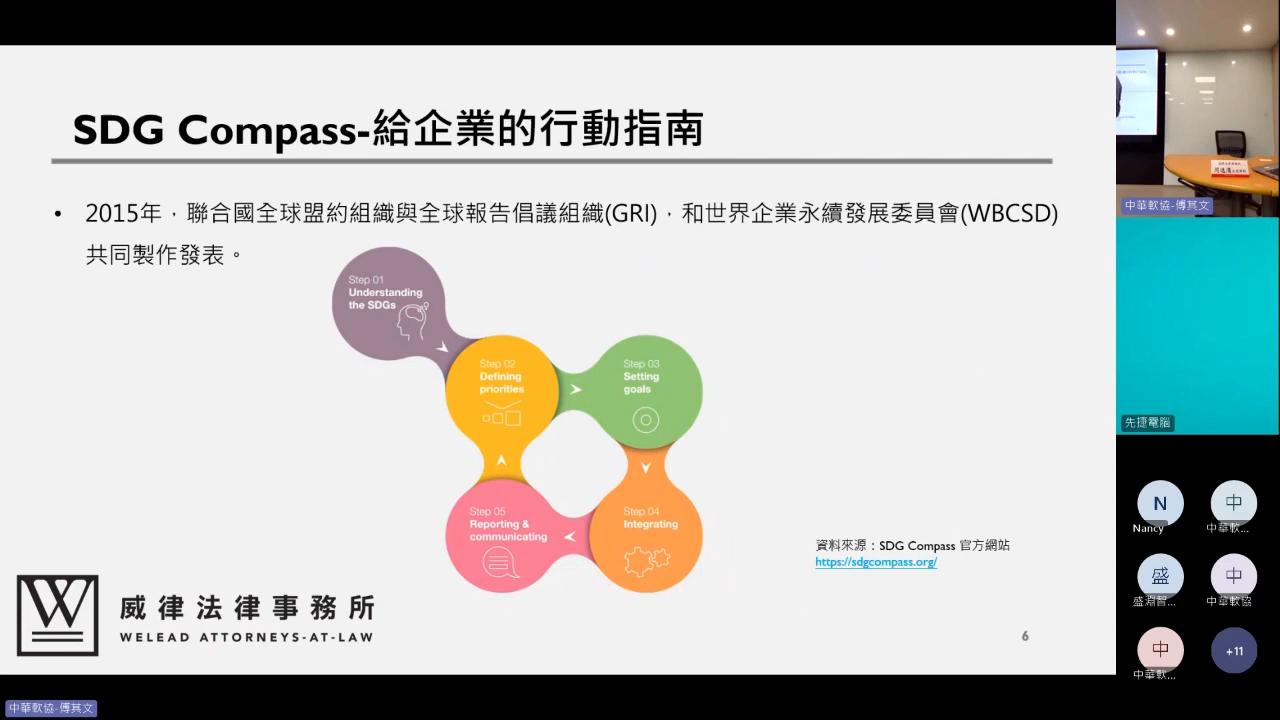 SDG Compass-給企業的行動指南
• 2015年，聯合國全球盟約組織與全球報告倡議組織(GRI)，和世界企業永續發展委員會(WBCSD)
共同製作發表。
Step 01
Understanding
the SDGs
Step 02
Defining
priorities
Step 03
Setting
goals
Step 04
Integrating
Step 05
Reporting &
communicating
資料來源：SDG Compass 官方網站
https://sdgcompass.org/
W
威律法律事務所
WELEAD ATTORNEYS-AT-LAW
6
中華軟協-傅其文
中華軟協-傅其文
先捷電腦
N
Nancy
中
中華軟...
盛
盛淵智...
中
中華軟協
中
中華軟...
+11